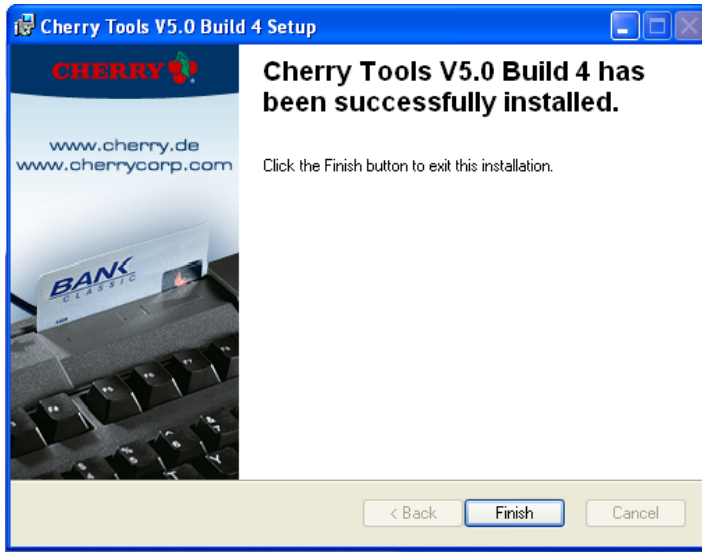 Cherry Tools V5.0 Build 4 Setup
CHERRY
www.cherry.de
www.cherrycorp.com
BANK
CLASSIC
Cherry Tools V5.0 Build 4 has
been successfully installed.
Click the Finish button to exit this installation.
< Back
Finish
Cancel